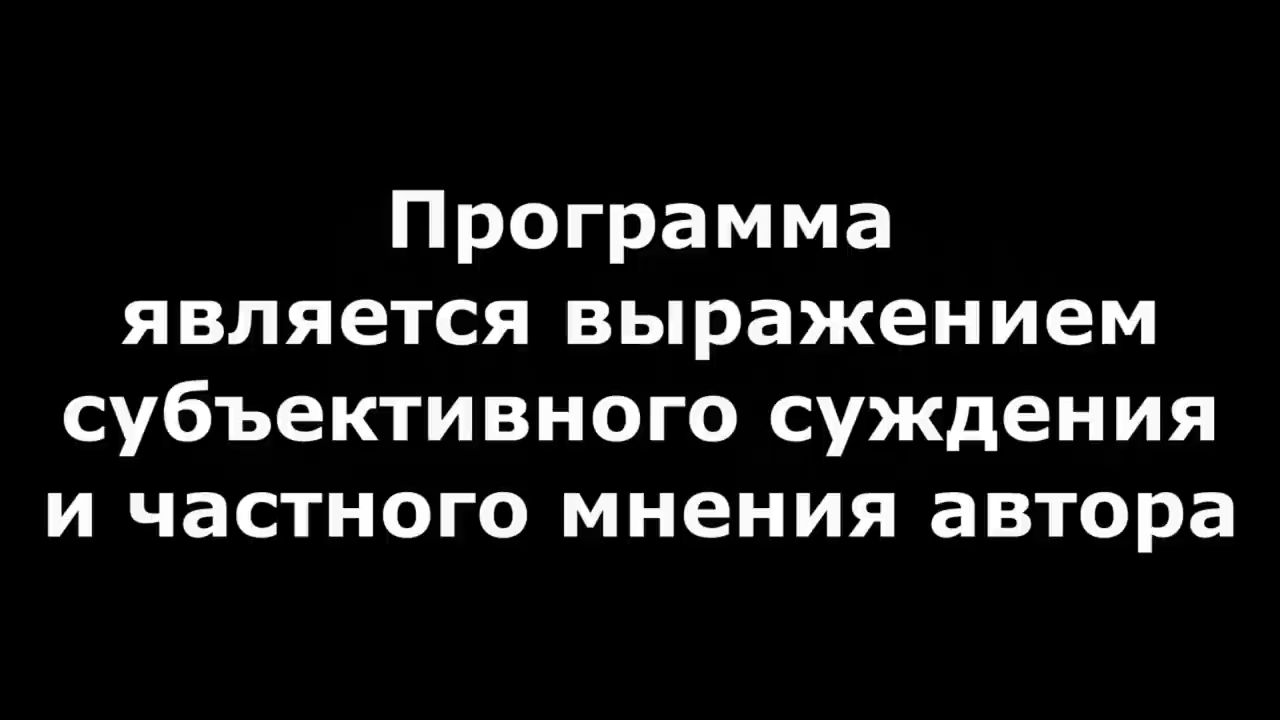 Программа
является выражением
субъективного суждения
и частного мнения автора